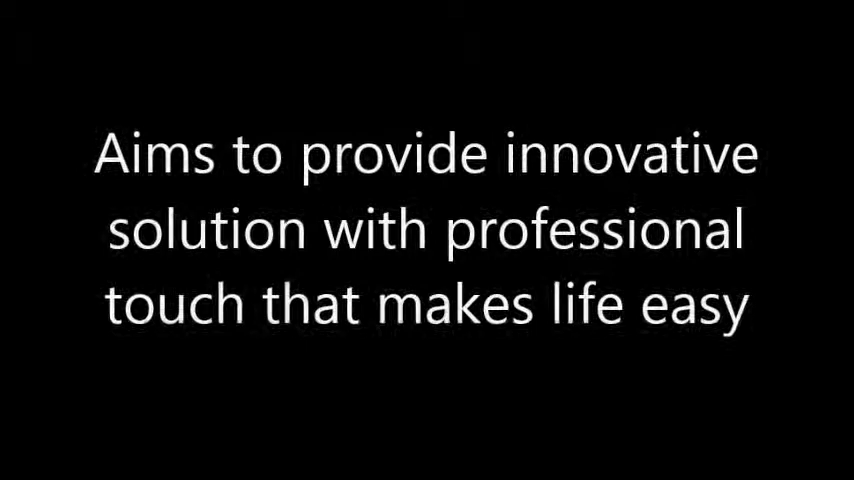 Aims to provide innovative
solution with professional
touch that makes life easy